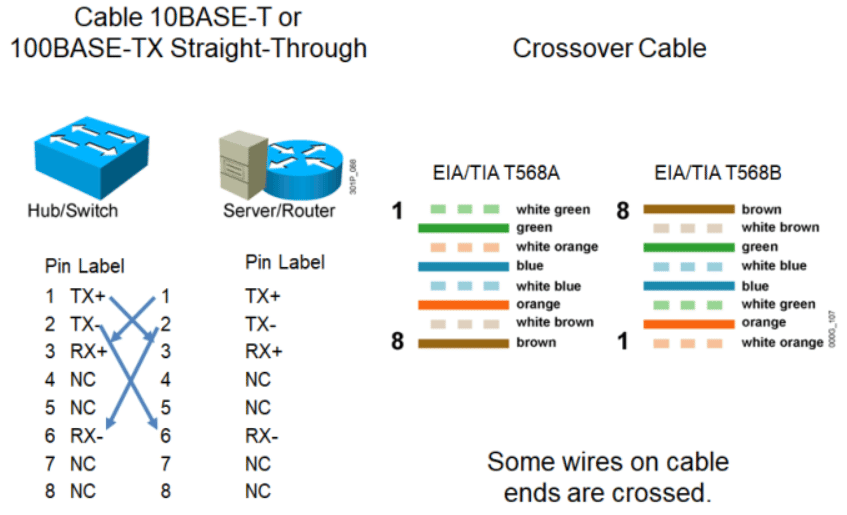 Cable 10BASE-T or
100BASE-TX Straight-Through
Crossover Cable
Hub/Switch
Server/Router
301P_088
Pin Label
Pin Label
1 TX+ 1 TX+
2 TX- 2 TX-
3 RX+ 3 RX+
4 NC 4 NC
5 NC 5 NC
6 RX- 6 RX-
7 NC 7 NC
8 NC 8 NC
EIA/TIA T568A
1 white green
green
white orange
blue
white blue
orange
white brown
8 brown
EIA/TIA T568B
8 brown
white brown
green
white blue
blue
white green
orange
1 white orange
000G_107
Some wires on cable
ends are crossed.